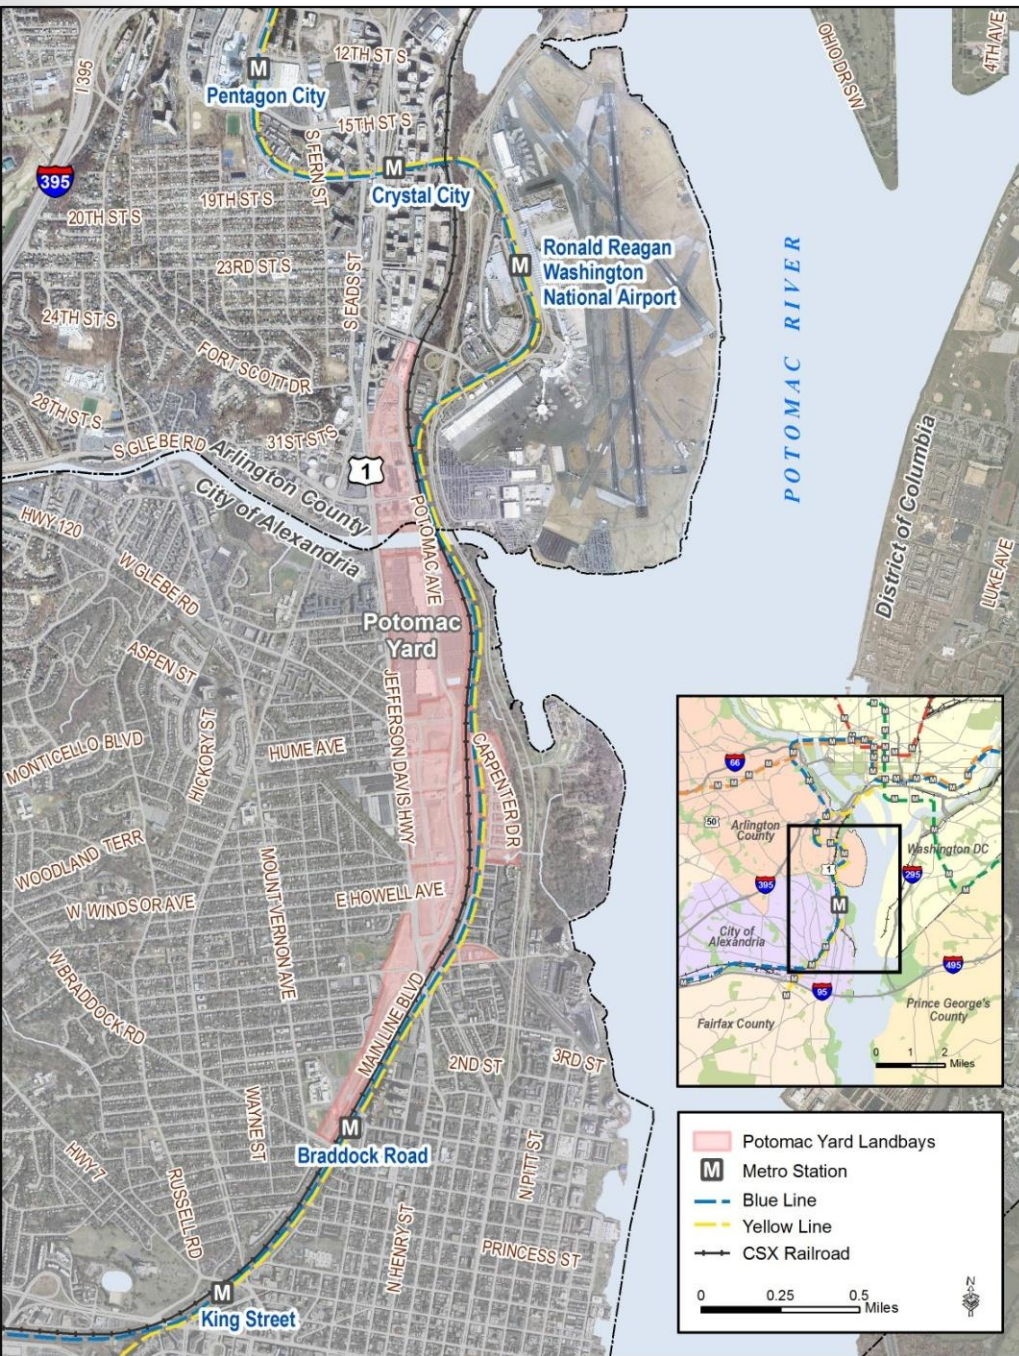 I 395
12TH ST S
OHIO DR SW
4TH AVE
M
Pentagon City
15TH ST S
S FERN ST
395
M
Crystal City
19TH ST S
20TH ST S
Ronald Reagan
Washington
National Airport
M
23RD ST S
S EADS ST
24TH ST S
POTOMAC RIVER
FORT SCOTT DR
28TH ST S
31ST ST S
S GLEBE RD
Arlington County
City of Alexandria
1
POTOMAC AVE
HWY 120
W GLEBE RD
District of Columbia
LUKE AVE
Potomac
Yard
ASPEN ST
JEFFERSON DAVIS HWY
HICKORY ST
MONTICELLO BLVD
HUME AVE
CARPENTER DR
WOODLAND TERR
MOUNT VERNON AVE
W WINDSOR AVE
E HOWELL AVE
W BRADDOCK RD
MAIN LINE BLVD
2ND ST
3RD ST
WAYNE ST
M
Braddock Road
HWY 7
RUSSELL RD
N PITT ST
N HENRY ST
PRINCESS ST
M
King Street
66
50
Arlington
County
Washington DC
1
395
295
M
City of
Alexandria
495
95
Prince George's
County
Fairfax County
0 1 2
Miles
Potomac Yard Landbays
M Metro Station
Blue Line
Yellow Line
CSX Railroad
N
0 0.25 0.5
Miles